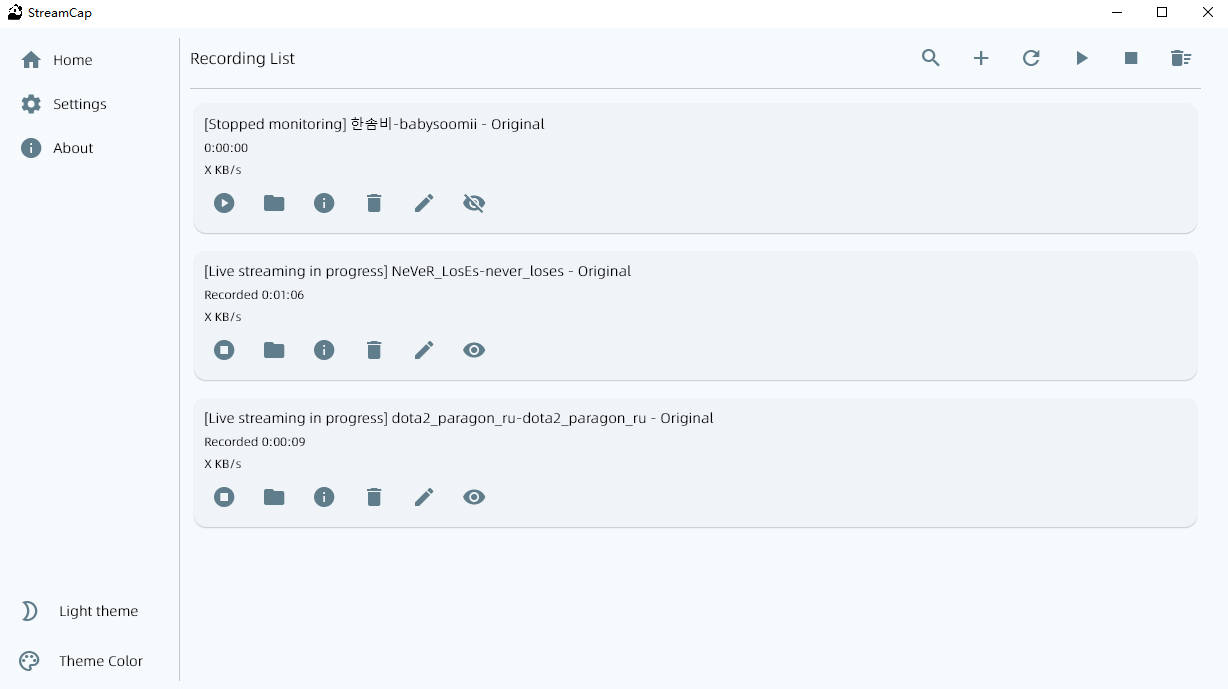 StreamCap
Home
Settings
About
Light theme
Theme Color
Recording List
[Stopped monitoring] 한솜비-babysoomii - Original
0:00:00
X KB/s
[Live streaming in progress] NeVeR_LosEs-never_loses - Original
Recorded 0:01:06
X KB/s
[Live streaming in progress] dota2_paragon_ru-dota2_paragon_ru - Original
Recorded 0:00:09
X KB/s